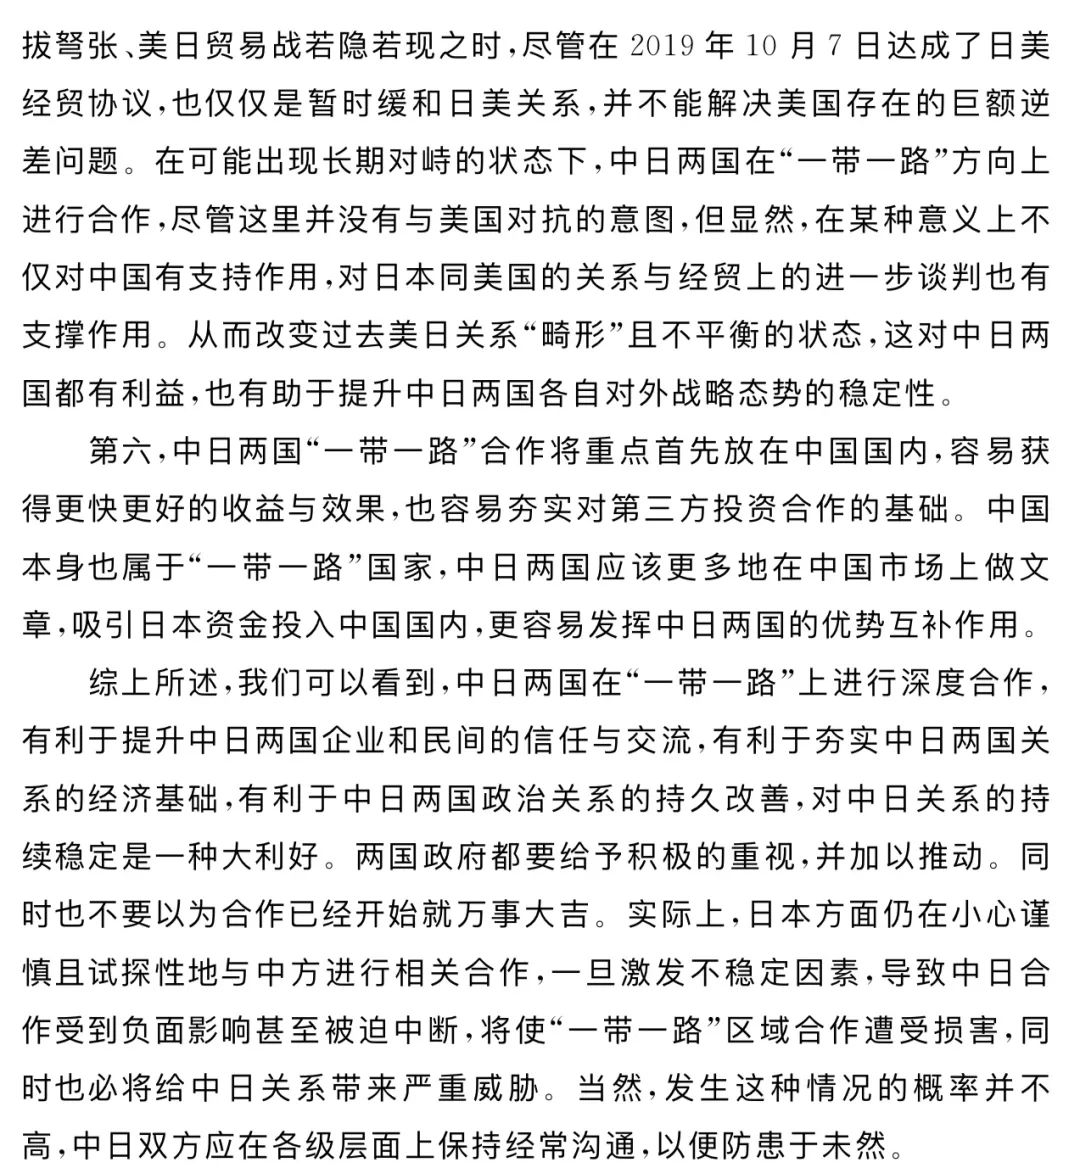 拔弩张、美日贸易战若隐若现之时，尽管在 2019 年 10 月 7 日达成了日美
经贸协议，也仅仅是暂时缓和日美关系，并不能解决美国存在的巨额逆
差问题。在可能出现长期对峙的状态下，中日两国在“一带一路”方向上
进行合作，尽管这里并没有与美国对抗的意图，但显然，在某种意义上不
仅对中国有支持作用，对日本同美国的关系与经贸上的进一步谈判也有
支撑作用。从而改变过去美日关系“畸形”且不平衡的状态，这对中日两
国都有利益，也有助于提升中日两国各自对外战略态势的稳定性。
第六，中日两国“一带一路”合作将重点首先放在中国国内，容易获
得更快更好的收益与效果，也容易夯实对第三方投资合作的基础。中国
本身也属于“一带一路”国家，中日两国应该更多地在中国市场上做文
章，吸引日本资金投入中国国内，更容易发挥中日两国的优势互补作用。
综上所述，我们可以看到，中日两国在“一带一路”上进行深度合作，
有利于提升中日两国企业和民间的信任与交流，有利于夯实中日两国关
系的经济基础，有利于中日两国政治关系的持久改善，对中日关系的持
续稳定是一种大利好。两国政府都要给予积极的重视，并加以推动。同
时也不要以为合作已经开始就万事大吉。实际上，日本方面仍在小心谨
慎且试探性地与中方进行相关合作，一旦激发不稳定因素，导致中日合
作受到负面影响甚至被迫中断，将使“一带一路”区域合作遭受损害，同
时也必将给中日关系带来严重威胁。当然，发生这种情况的概率并不
高，中日双方应在各级层面上保持经常沟通，以便防患于未然。